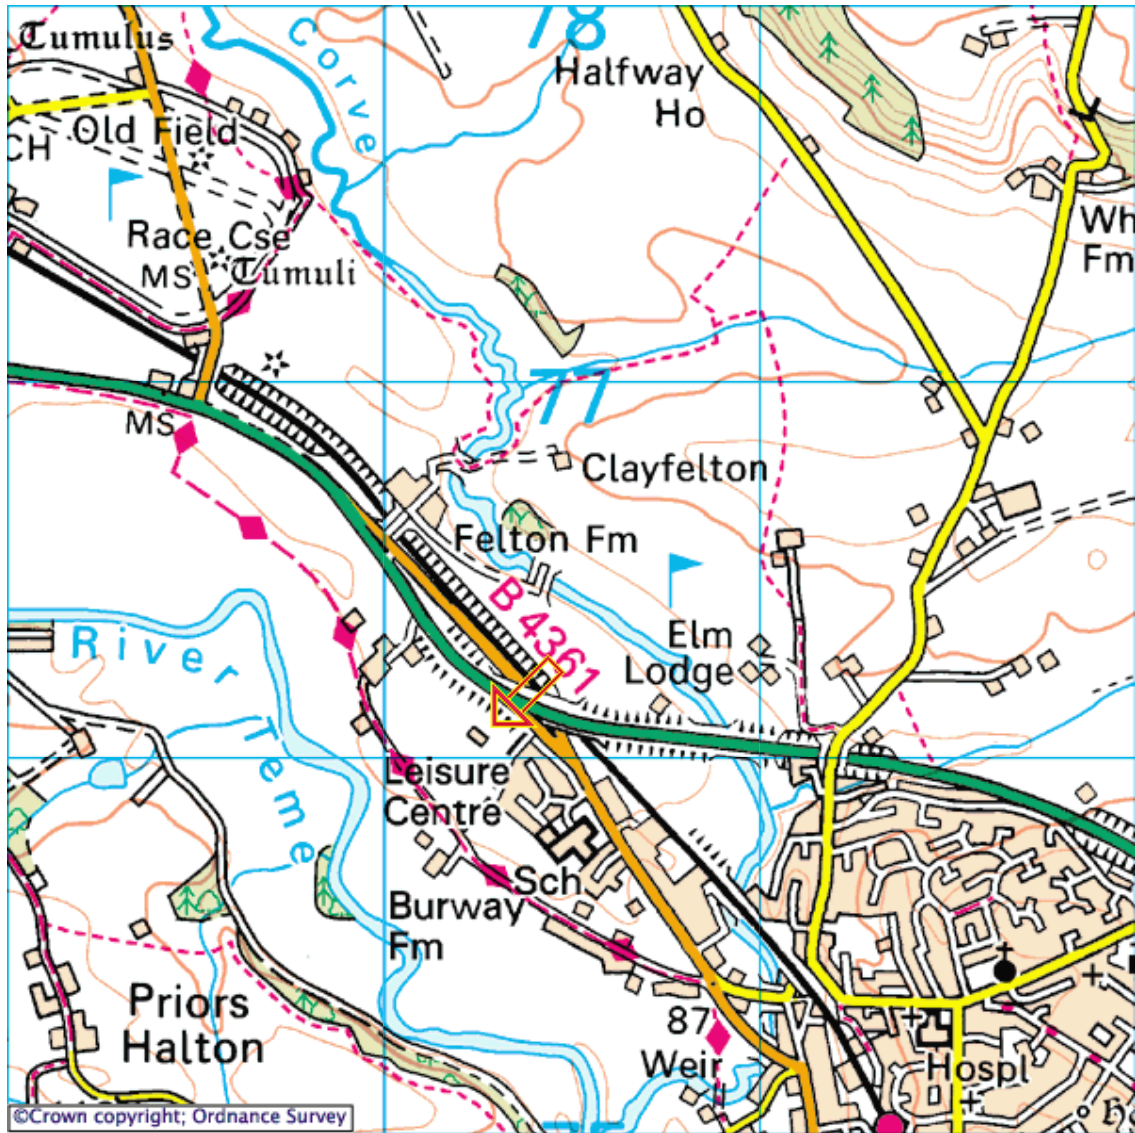 Tumulus
Corve
78
Halfway
Ho
Old Field
CH
Race Cse
MS
Tumuli
Wh
Fm
77
MS
Clayfelton
Felton Fm
B 4361
Elm
Lodge
River Teme
Leisure
Centre
Sch
Burway
Fm
Priors
Halton
87
Weir
Hospl
©Crown copyright; Ordnance Survey